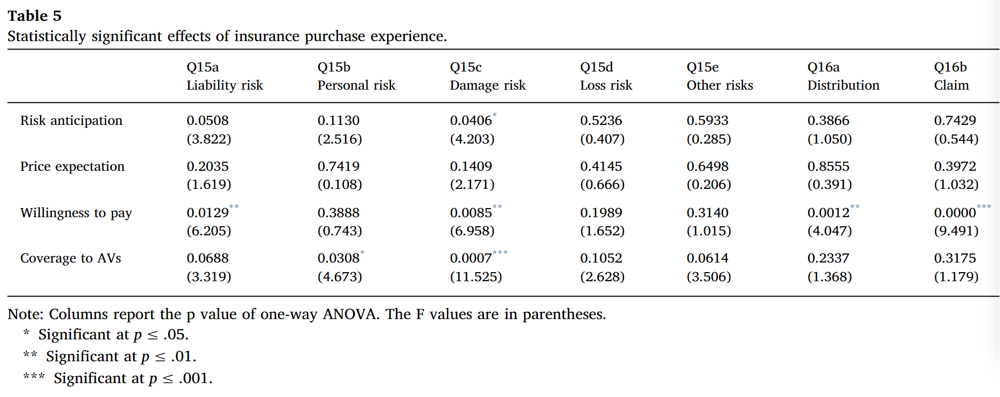 Table 5
Statistically significant effects of insurance purchase experience.
Q15a Q15b Q15c Q15d Q15e Q16a Q16b
Liability risk Personal risk Damage risk Loss risk Other risks Distribution Claim
Risk anticipation 0.0508 0.1130 0.0406* 0.5236 0.5933 0.3866 0.7429
(3.822) (2.516) (4.203) (0.407) (0.285) (1.050) (0.544)
Price expectation 0.2035 0.7419 0.1409 0.4145 0.6498 0.8555 0.3972
(1.619) (0.108) (2.171) (0.666) (0.206) (0.391) (1.032)
Willingness to pay 0.0129** 0.3888 0.0085** 0.1989 0.3140 0.0012** 0.0000***
(6.205) (0.743) (6.958) (1.652) (1.015) (4.047) (9.491)
Coverage to AVs 0.0688 0.0308* 0.0007*** 0.1052 0.0614 0.2337 0.3175
(3.319) (4.673) (11.525) (2.628) (3.506) (1.368) (1.179)
Note: Columns report the p value of one-way ANOVA. The F values are in parentheses.
* Significant at p ≤ .05.
** Significant at p ≤ .01.
*** Significant at p ≤ .001.